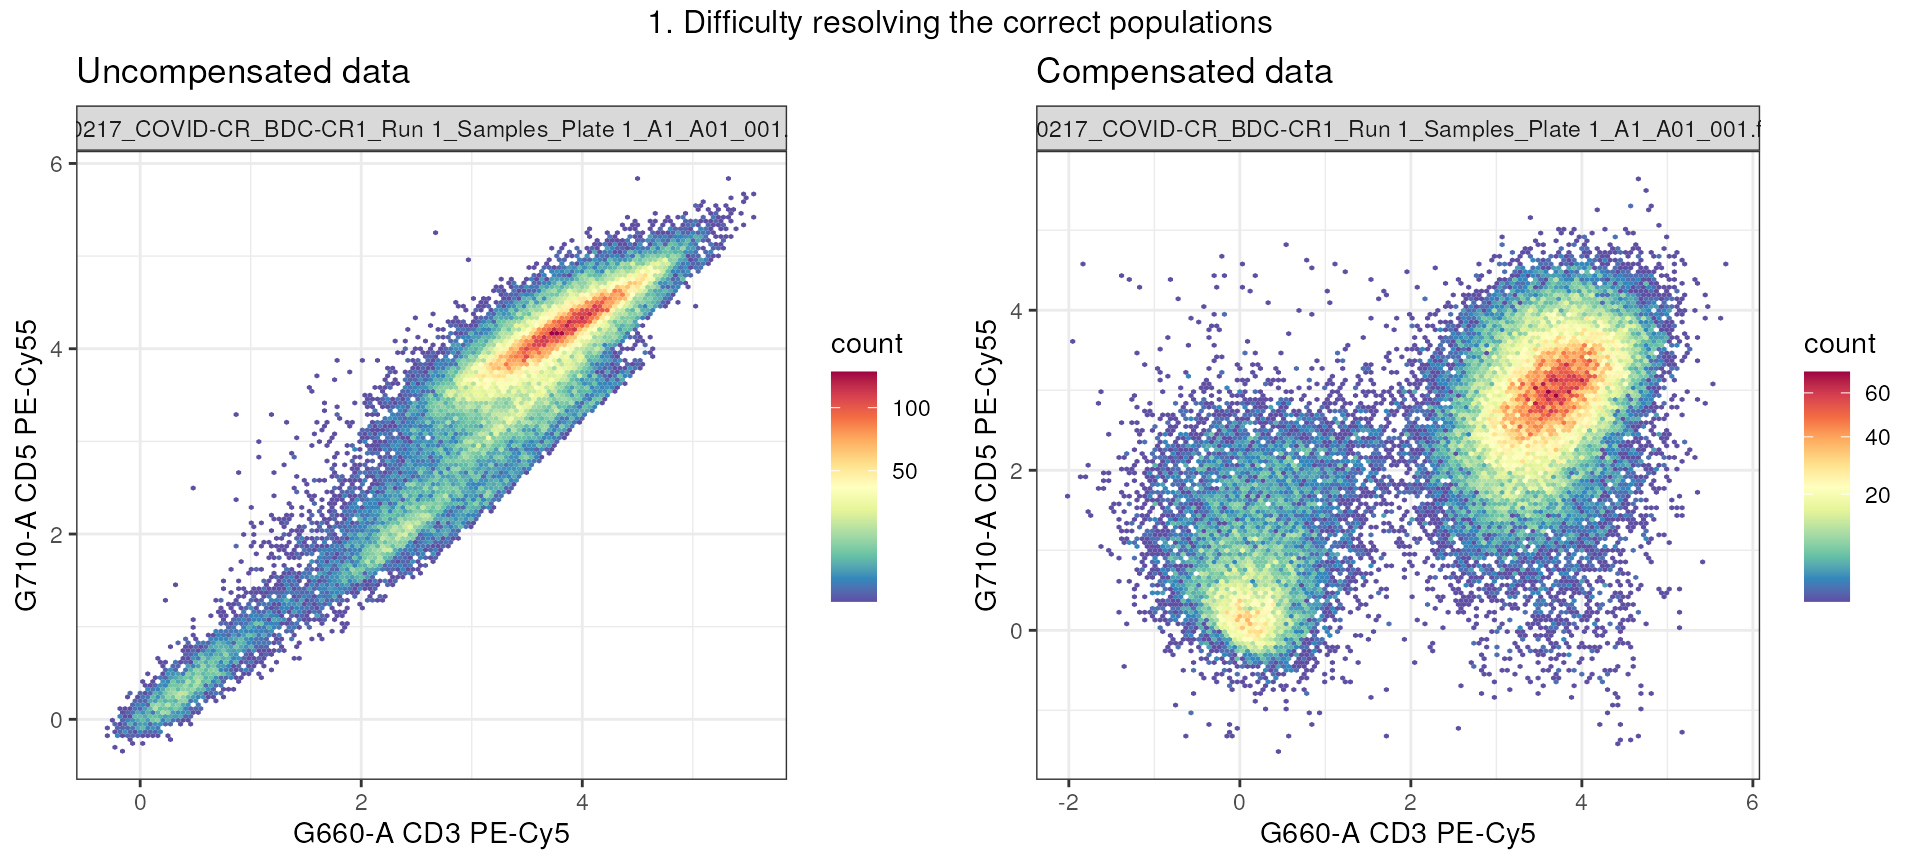 1. Difficulty resolving the correct populations
Uncompensated data
0217_COVID-CR_BDC-CR1_Run 1_Samples_Plate 1_A1_A01_001.
6
4
2
0
0
2
4
G710-A CD5 PE-Cy55
G660-A CD3 PE-Cy5
count
100
50
Compensated data
0217_COVID-CR_BDC-CR1_Run 1_Samples_Plate 1_A1_A01_001.f
4
2
0
-2
0
2
4
6
G710-A CD5 PE-Cy55
G660-A CD3 PE-Cy5
count
60
40
20